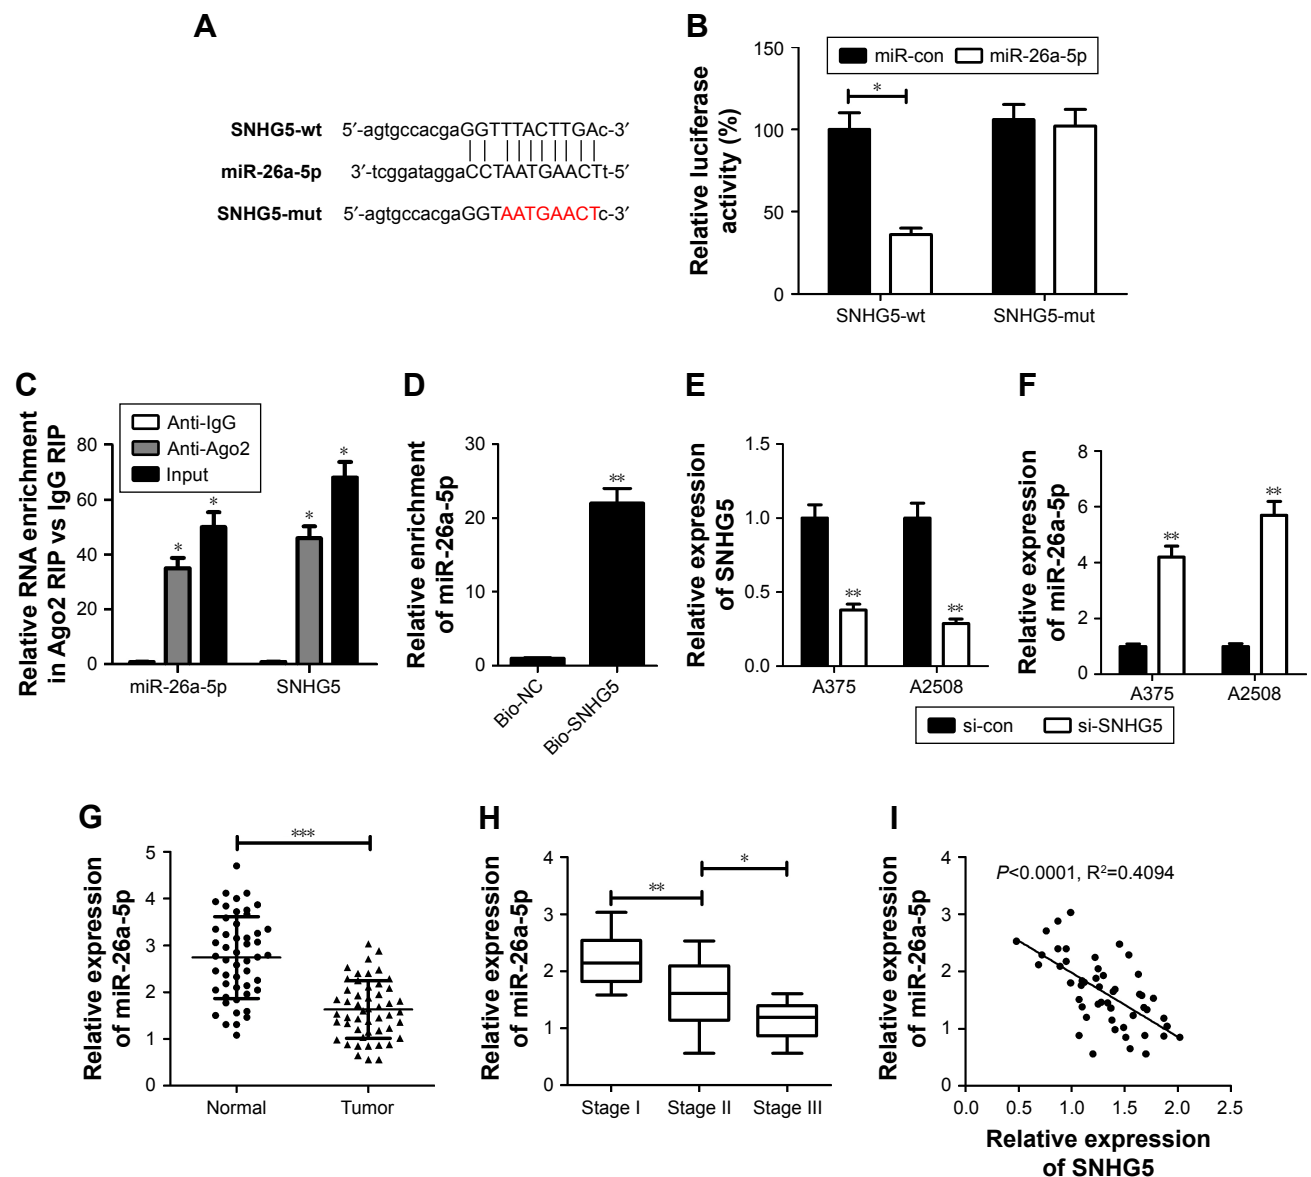 A
SNHG5-wt 5′-agtgccacgaGGTTTACTTGAc-3′
miR-26a-5p 3′-tcggataggaCCTAATGAACTt-5′
SNHG5-mut 5′-agtgccacgaGGTAATGAACTc-3′
B
Relative luciferase
activity (%)
150
100
50
0
miR-con miR-26a-5p
*
SNHG5-wt SNHG5-mut
C
Relative RNA enrichment
in Ago2 RIP vs IgG RIP
80
60
40
20
0
Anti-IgG
Anti-Ago2
Input
* * * *
miR-26a-5p SNHG5
D
Relative enrichment
of miR-26a-5p
30
20
10
0
**
Bio-NC
Bio-SNHG5
E
Relative expression
of SNHG5
1.5
1.0
0.5
0.0
** **
A375 A2508
F
Relative expression
of miR-26a-5p
8
6
4
2
0
** **
A375 A2508
si-con si-SNHG5
G
Relative expression
of miR-26a-5p
5
4
3
2
1
0
***
Normal Tumor
H
Relative expression
of miR-26a-5p
4
3
2
1
0
** *
Stage I Stage II Stage III
I
Relative expression
of miR-26a-5p
4
3
2
1
0
P<0.0001, R²=0.4094
0.0 0.5 1.0 1.5 2.0 2.5
Relative expression
of SNHG5